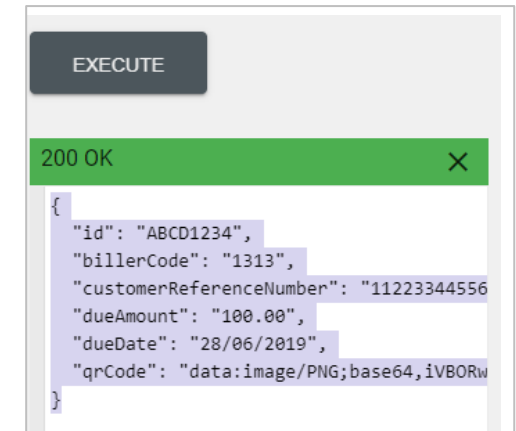 EXECUTE
200 OK
{
"id": "ABCD1234",
"billerCode": "1313",
"customerReferenceNumber": "11223344556
"dueAmount": "100.00",
"dueDate": "28/06/2019",
"qrCode": "data:image/PNG;base64,iVBORw
}